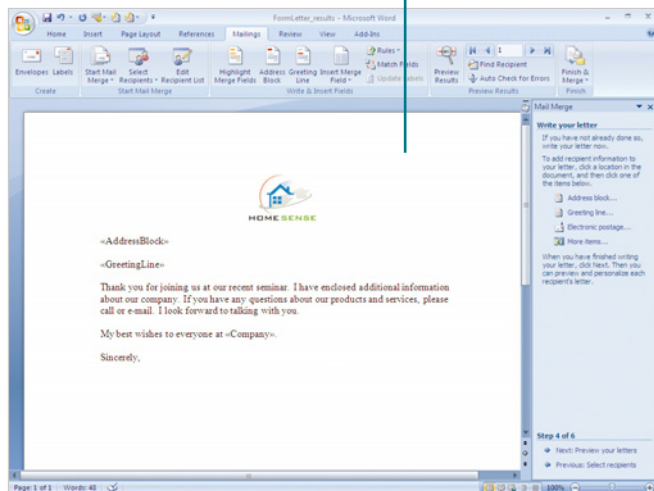 FormLetter_results - Microsoft Word
Home Insert Page Layout References Mailings Review View Add-Ins
Envelopes Labels
Create
Start Mail Merge
Select Recipients
Edit Recipient List
Start Mail Merge
Highlight Merge Fields
Address Block
Greeting Line
Insert Merge Field
Rules
Match Fields
Update Labels
Write & Insert Fields
Preview Results
1
Find Recipient
Auto Check for Errors
Preview Results
Finish & Merge
Finish
HOME SENSE
«AddressBlock»
«GreetingLine»
Thank you for joining us at our recent seminar. I have enclosed additional information
about our company. If you have any questions about our products and services, please
call or e-mail. I look forward to talking with you.
My best wishes to everyone at «Company».
Sincerely,
Mail Merge
Write your letter
If you have not already done so,
write your letter now.
To add recipient information to
your letter, click a location in the
document, and then click one of
the items below.
Address block...
Greeting line...
Electronic postage...
More items...
When you have finished writing
your letter, click Next. Then you
can preview and personalize each
recipient's letter.
Step 4 of 6
Next: Preview your letters
Previous: Select recipients
Page: 1 of 1 Words: 48
100%